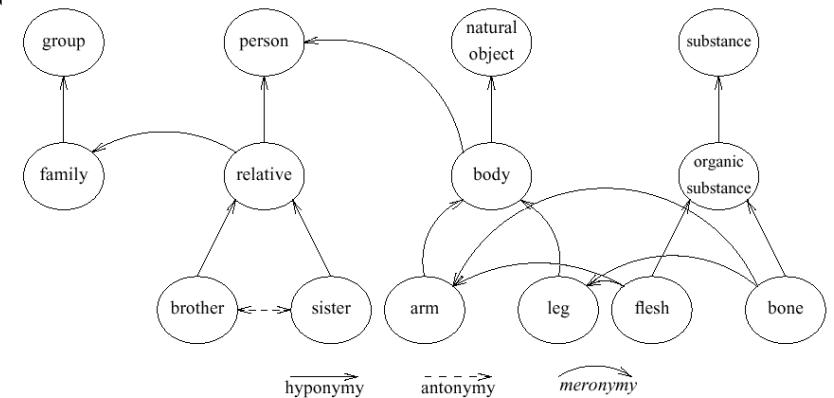 group
person
natural
object
substance
family
relative
body
organic
substance
brother
sister
arm
leg
flesh
bone
hyponymy
antonymy
meronymy